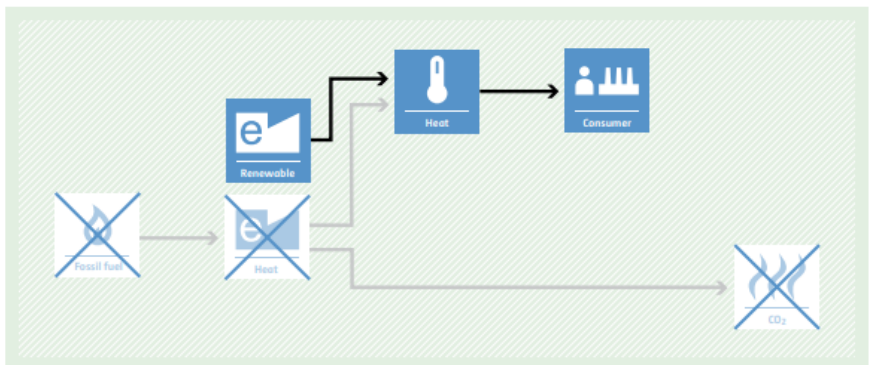 e
Renewable
Heat
Consumer
Fossil fuel
e
Heat
CO₂